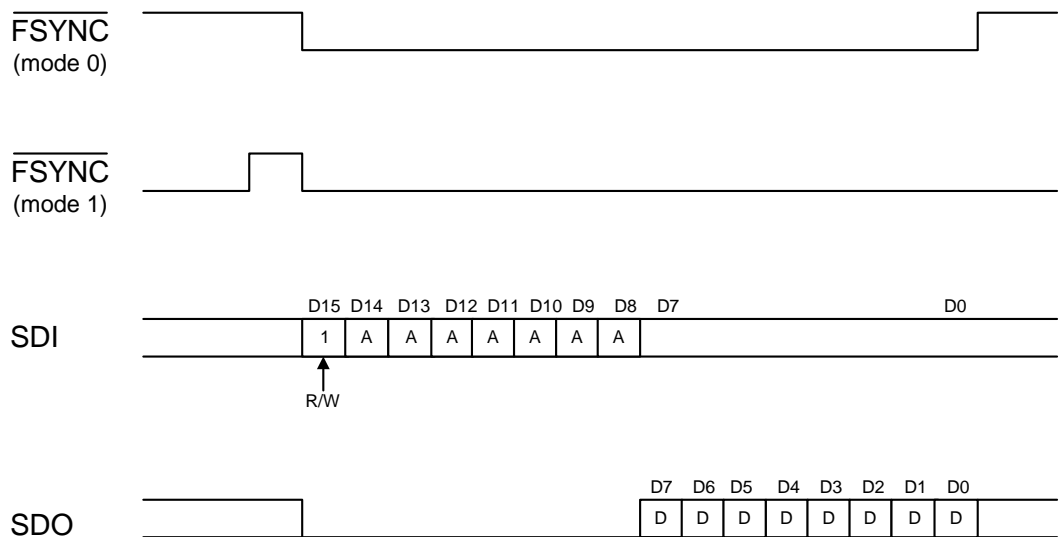 FSYNC
(mode 0)
FSYNC
(mode 1)
D15 D14 D13 D12 D11 D10 D9 D8 D7 D0
SDI 1 A A A A A A A
R/W
D7 D6 D5 D4 D3 D2 D1 D0
SDO D D D D D D D D